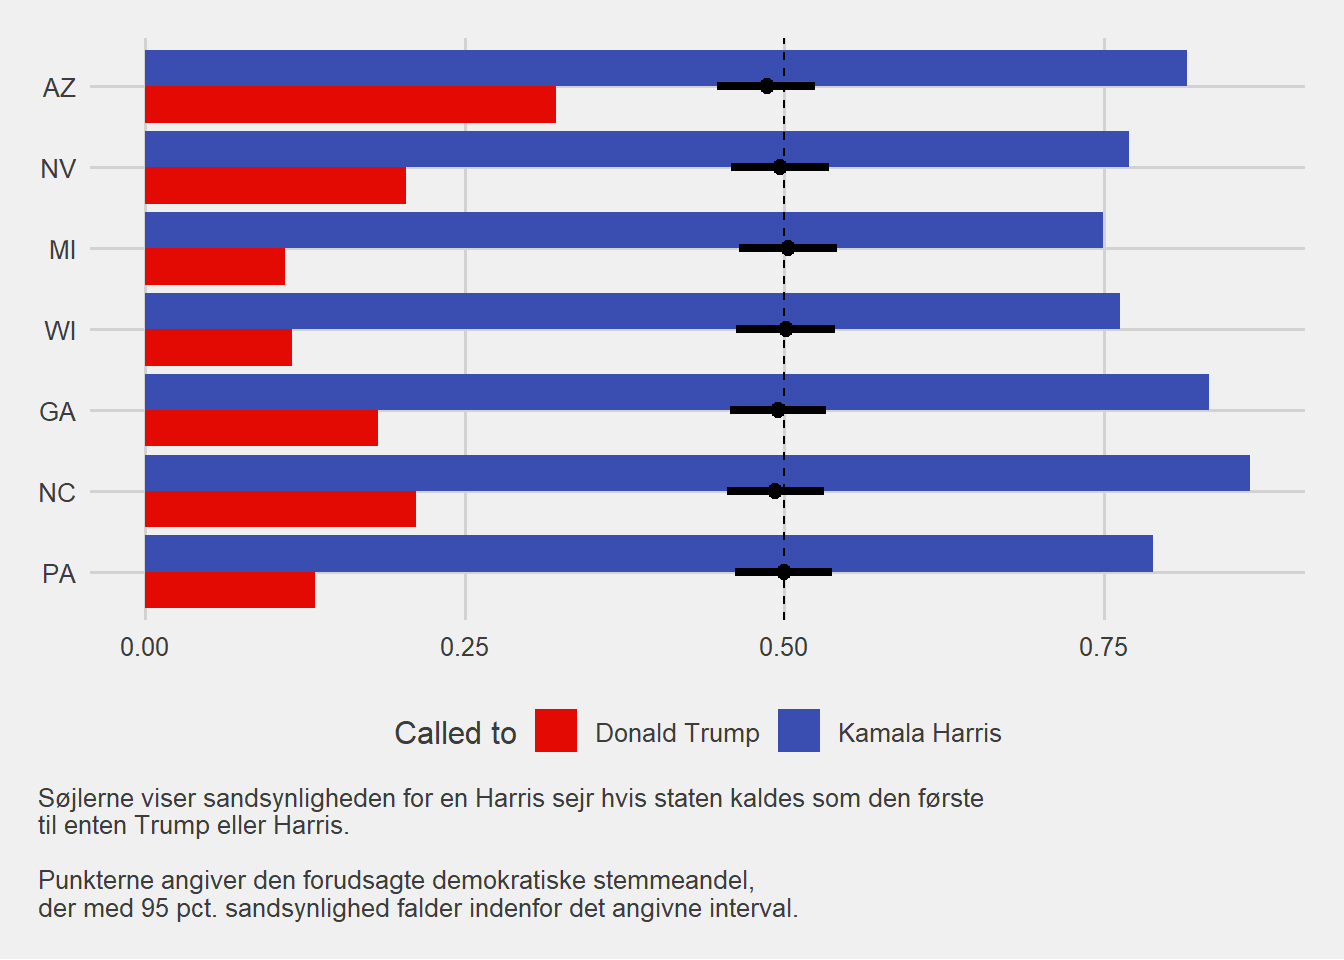 AZ
NV
MI
WI
GA
NC
PA
0.00 0.25 0.50 0.75
Called to Donald Trump Kamala Harris
Søjlerne viser sandsynligheden for en Harris sejr hvis staten kaldes som den første
til enten Trump eller Harris.
Punkterne angiver den forudsagte demokratiske stemmeandel,
der med 95 pct. sandsynlighed falder indenfor det angivne interval.